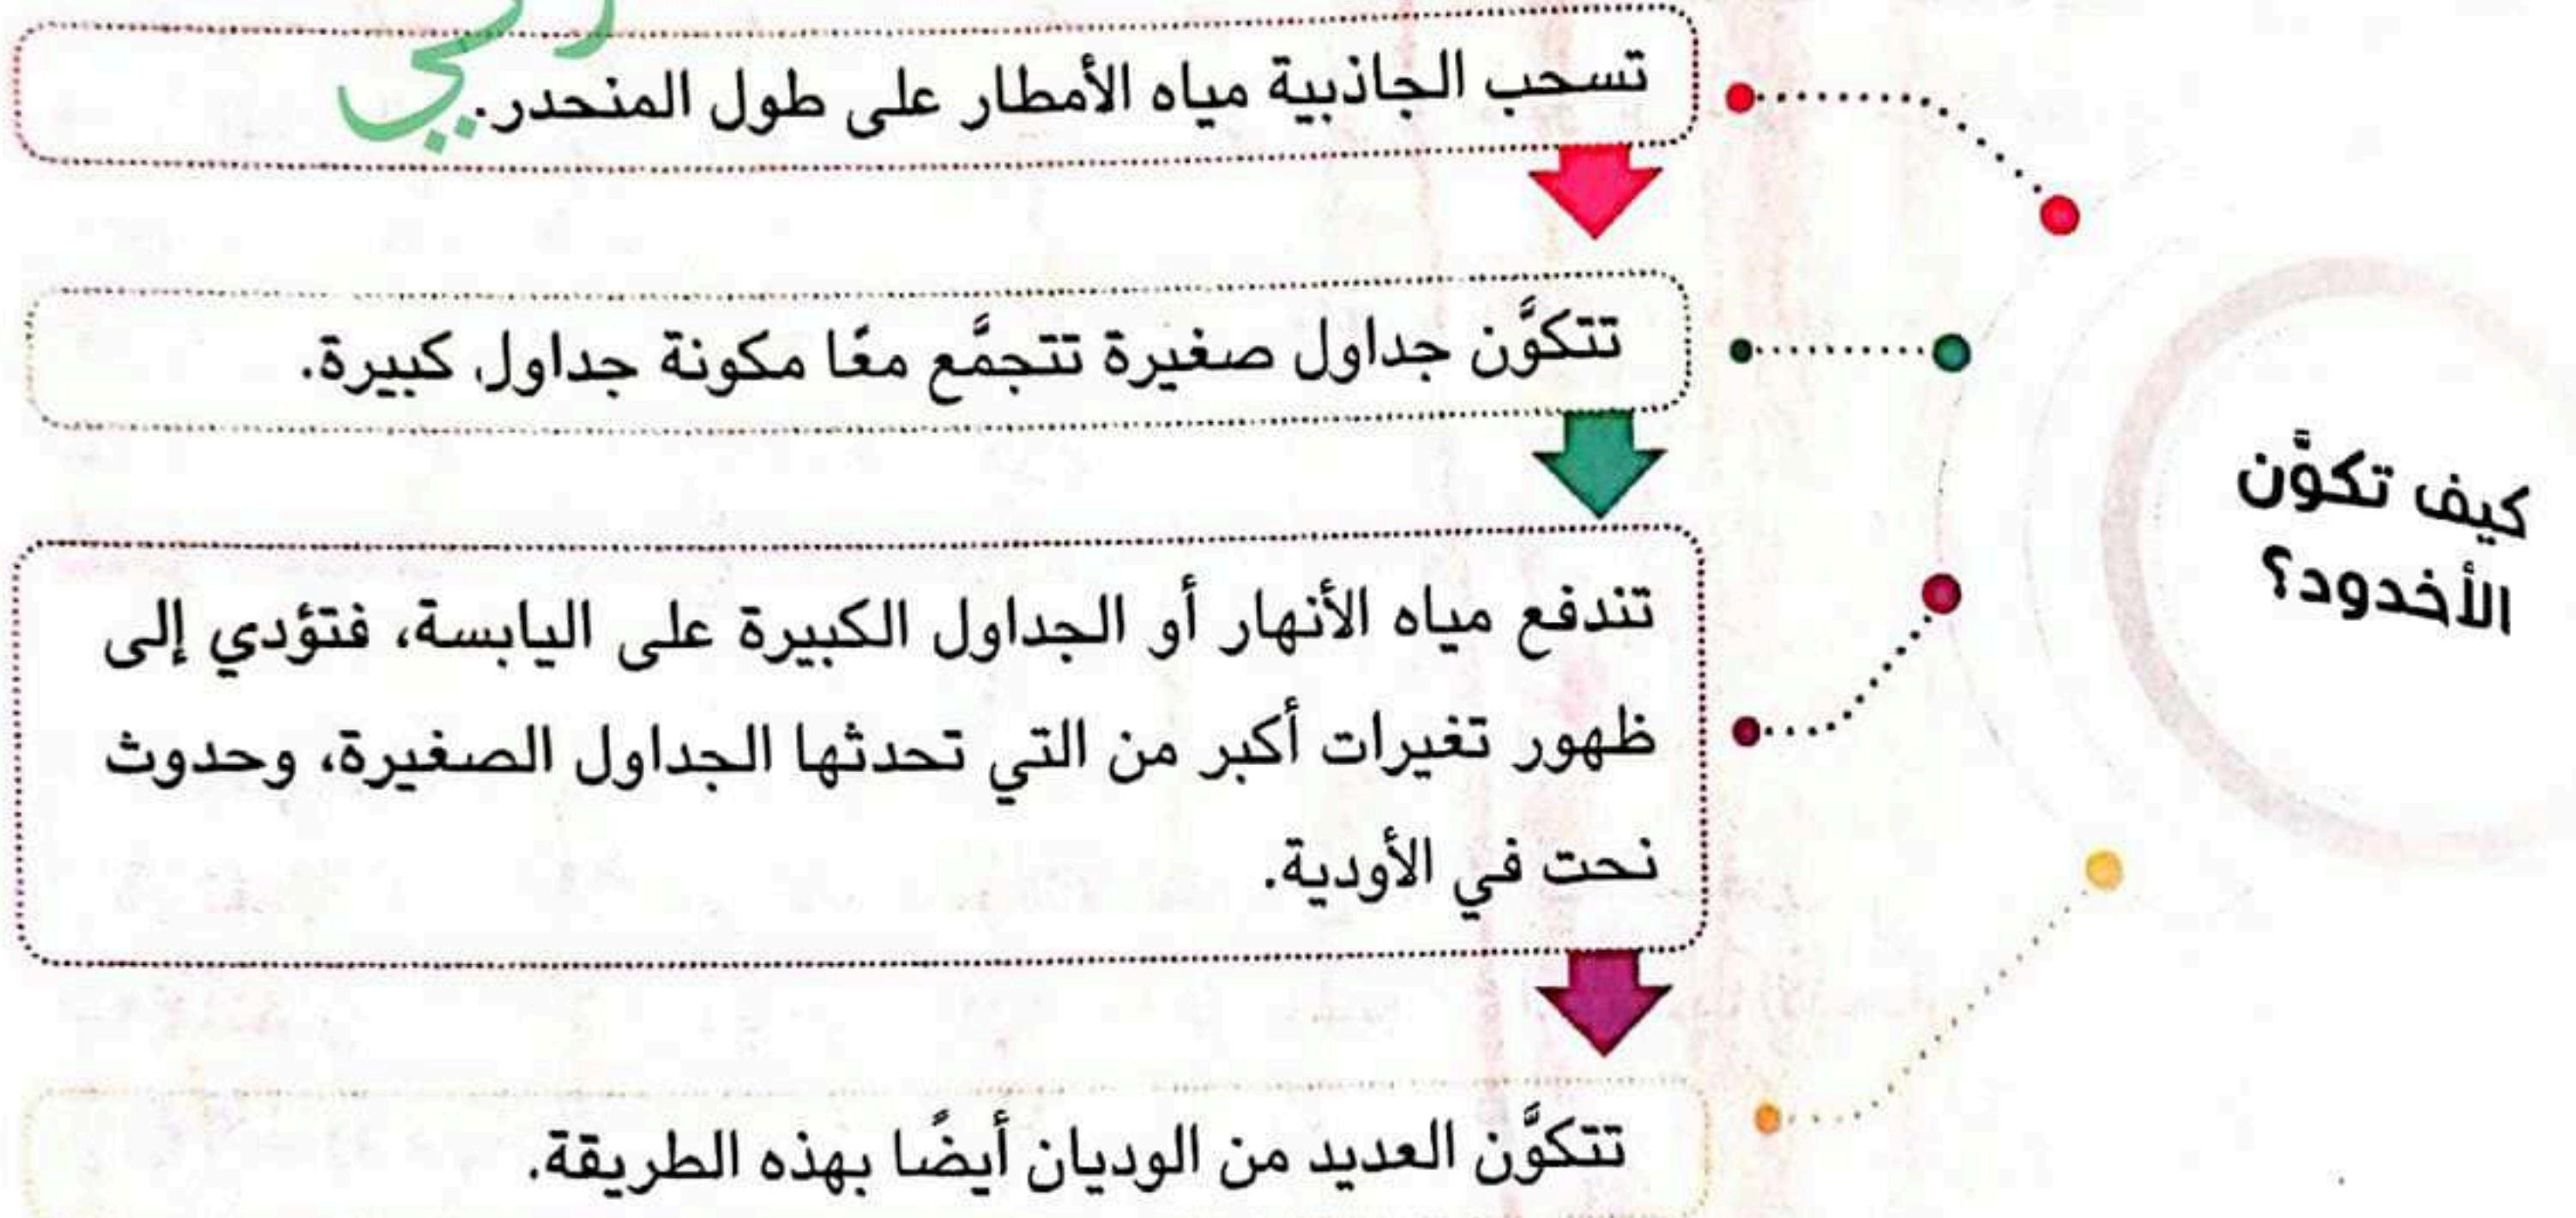 كيف تكوَّن
الأخدود؟
تسحب الجاذبية مياه الأمطار على طول المنحدر.
تتكوَّن جداول صغيرة تتجمَّع معًا مكونة جداول كبيرة.
تندفع مياه الأنهار أو الجداول الكبيرة على اليابسة، فتؤدي إلى
ظهور تغيرات أكبر من التي تحدثها الجداول الصغيرة، وحدوث
نحت في الأودية.
تتكوَّن العديد من الوديان أيضًا بهذه الطريقة.